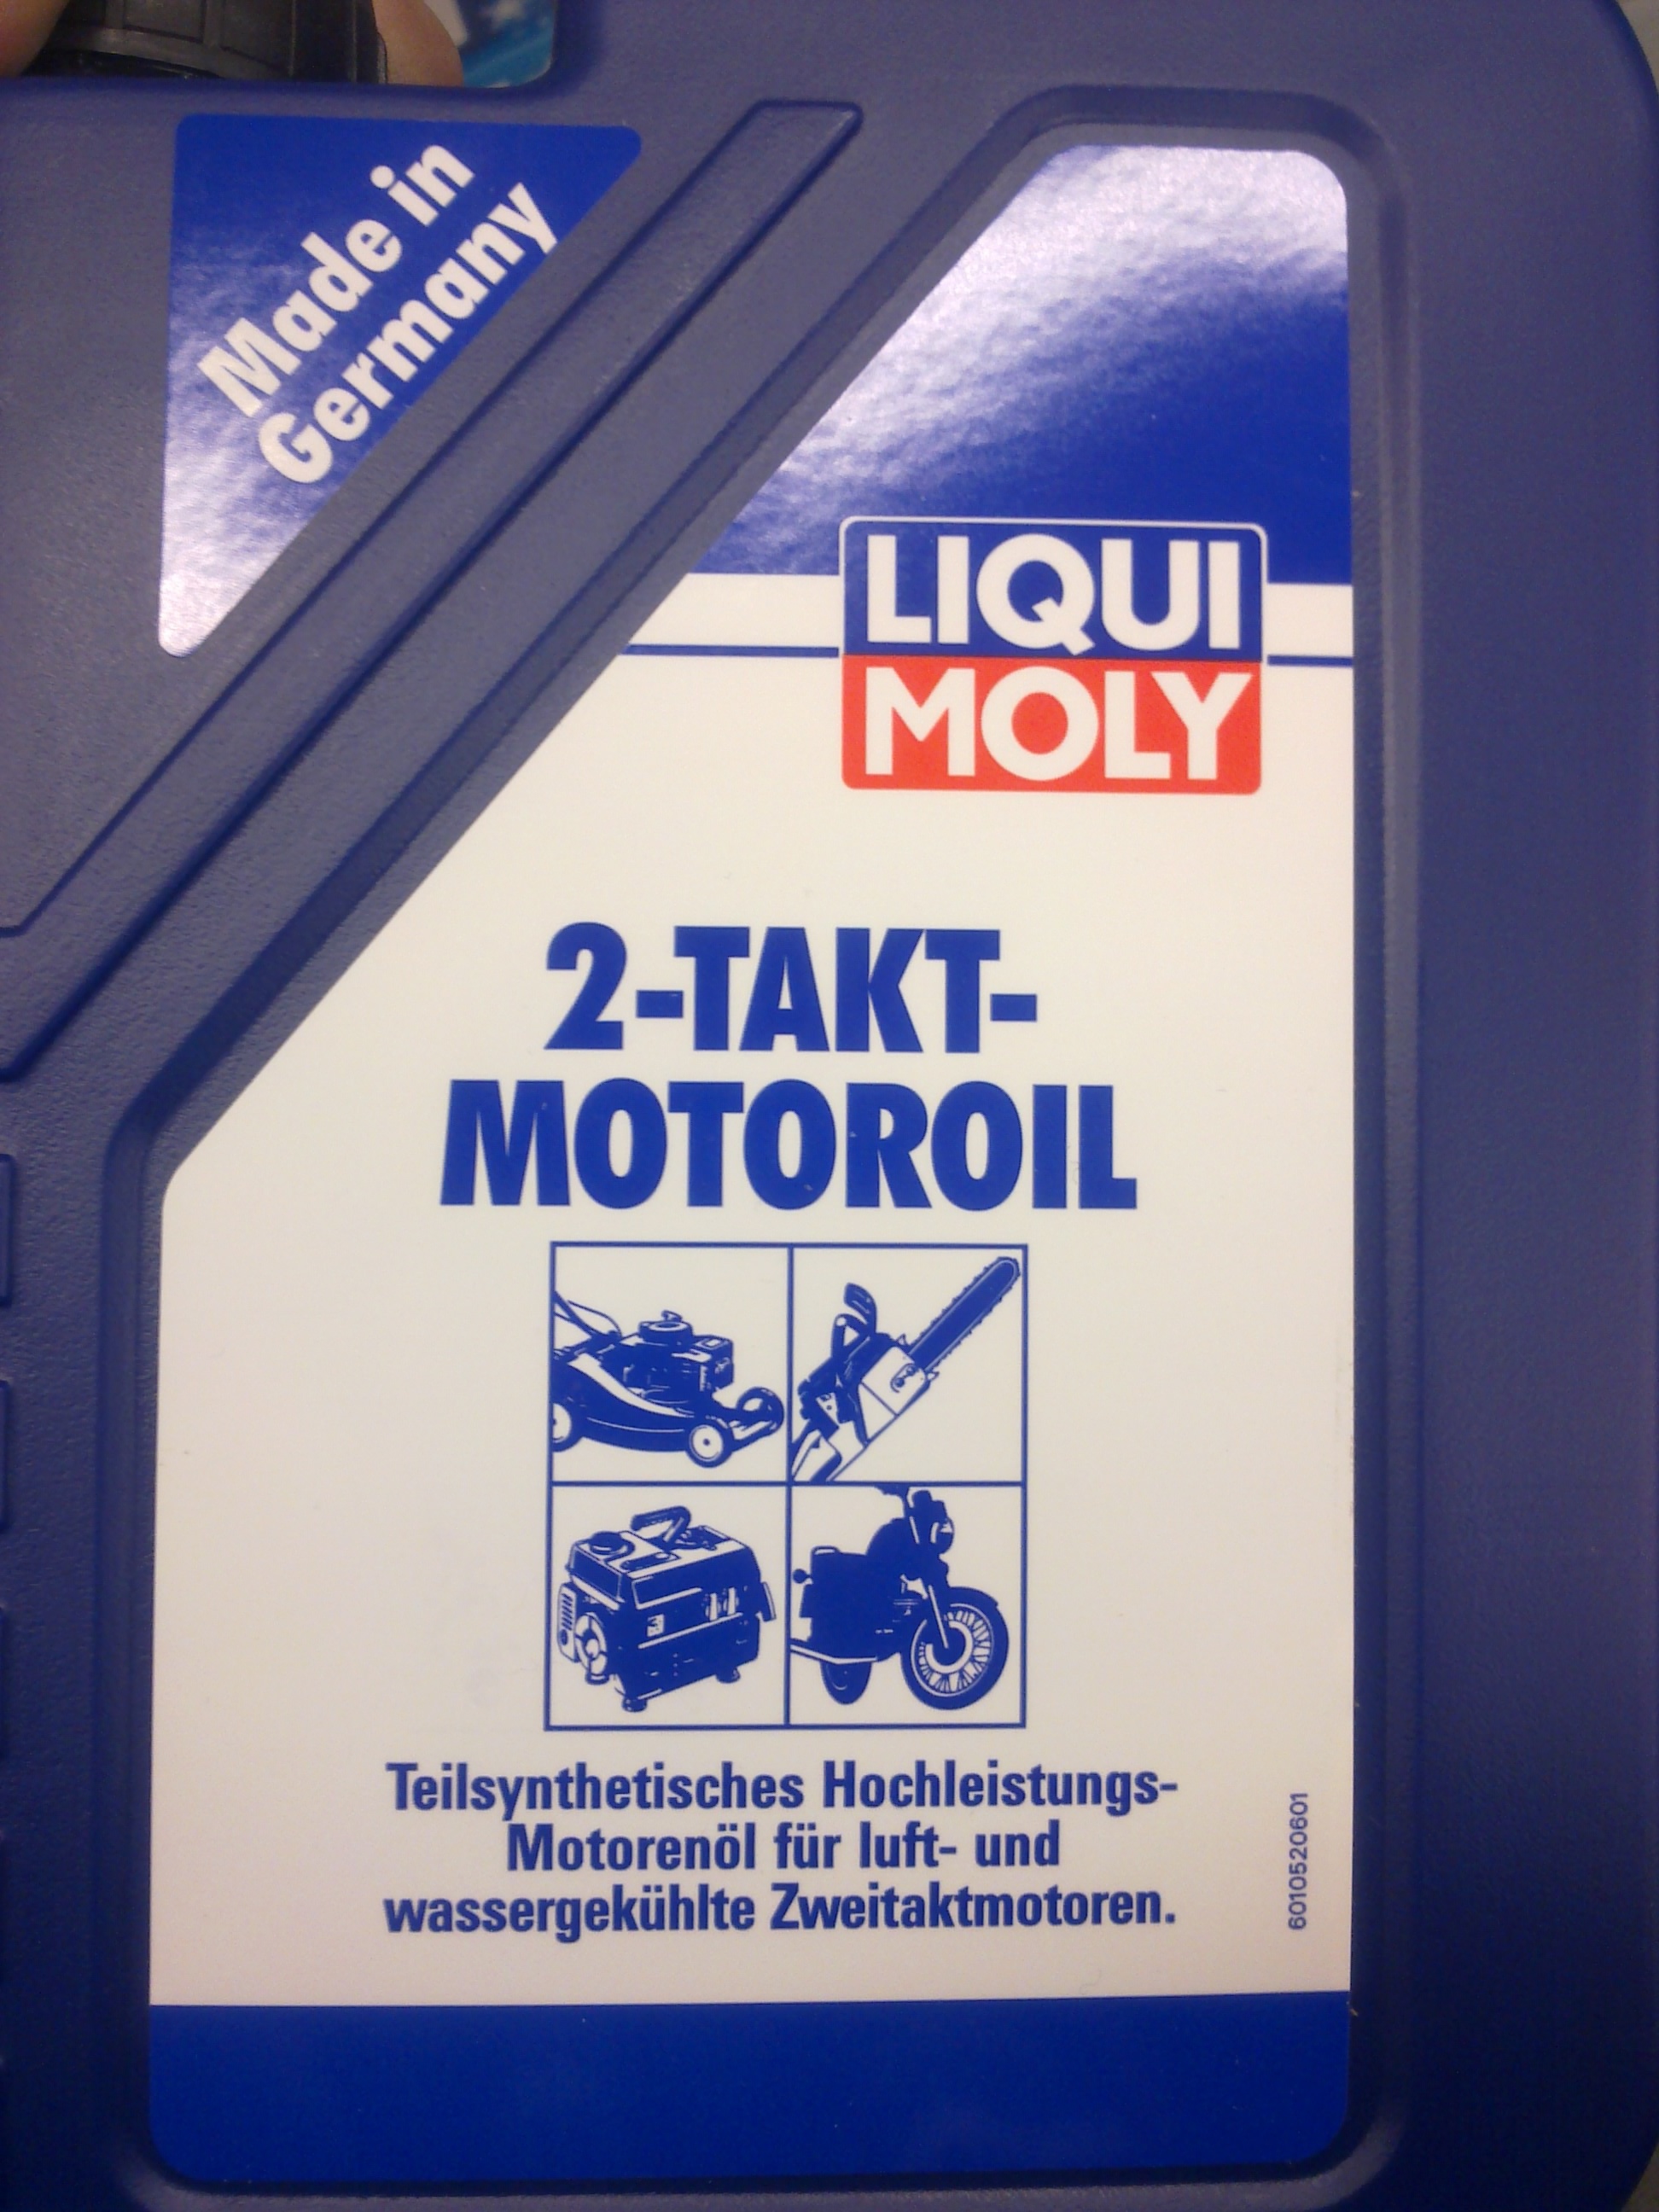 Made in
Germany
LIQUI
MOLY
2-TAKT-
MOTOROIL
Teilsynthetisches Hochleistungs-
Motorenöl für luft- und
wassergekühlte Zweitaktmotoren.
6010520601